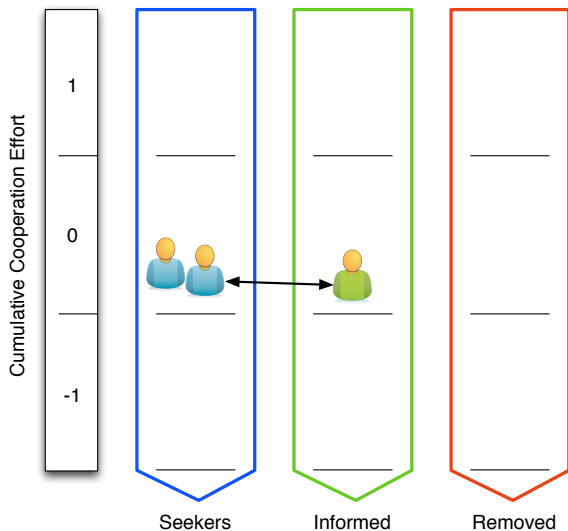 Cumulative Cooperation Effort
1
0
-1
Seekers
Informed
Removed